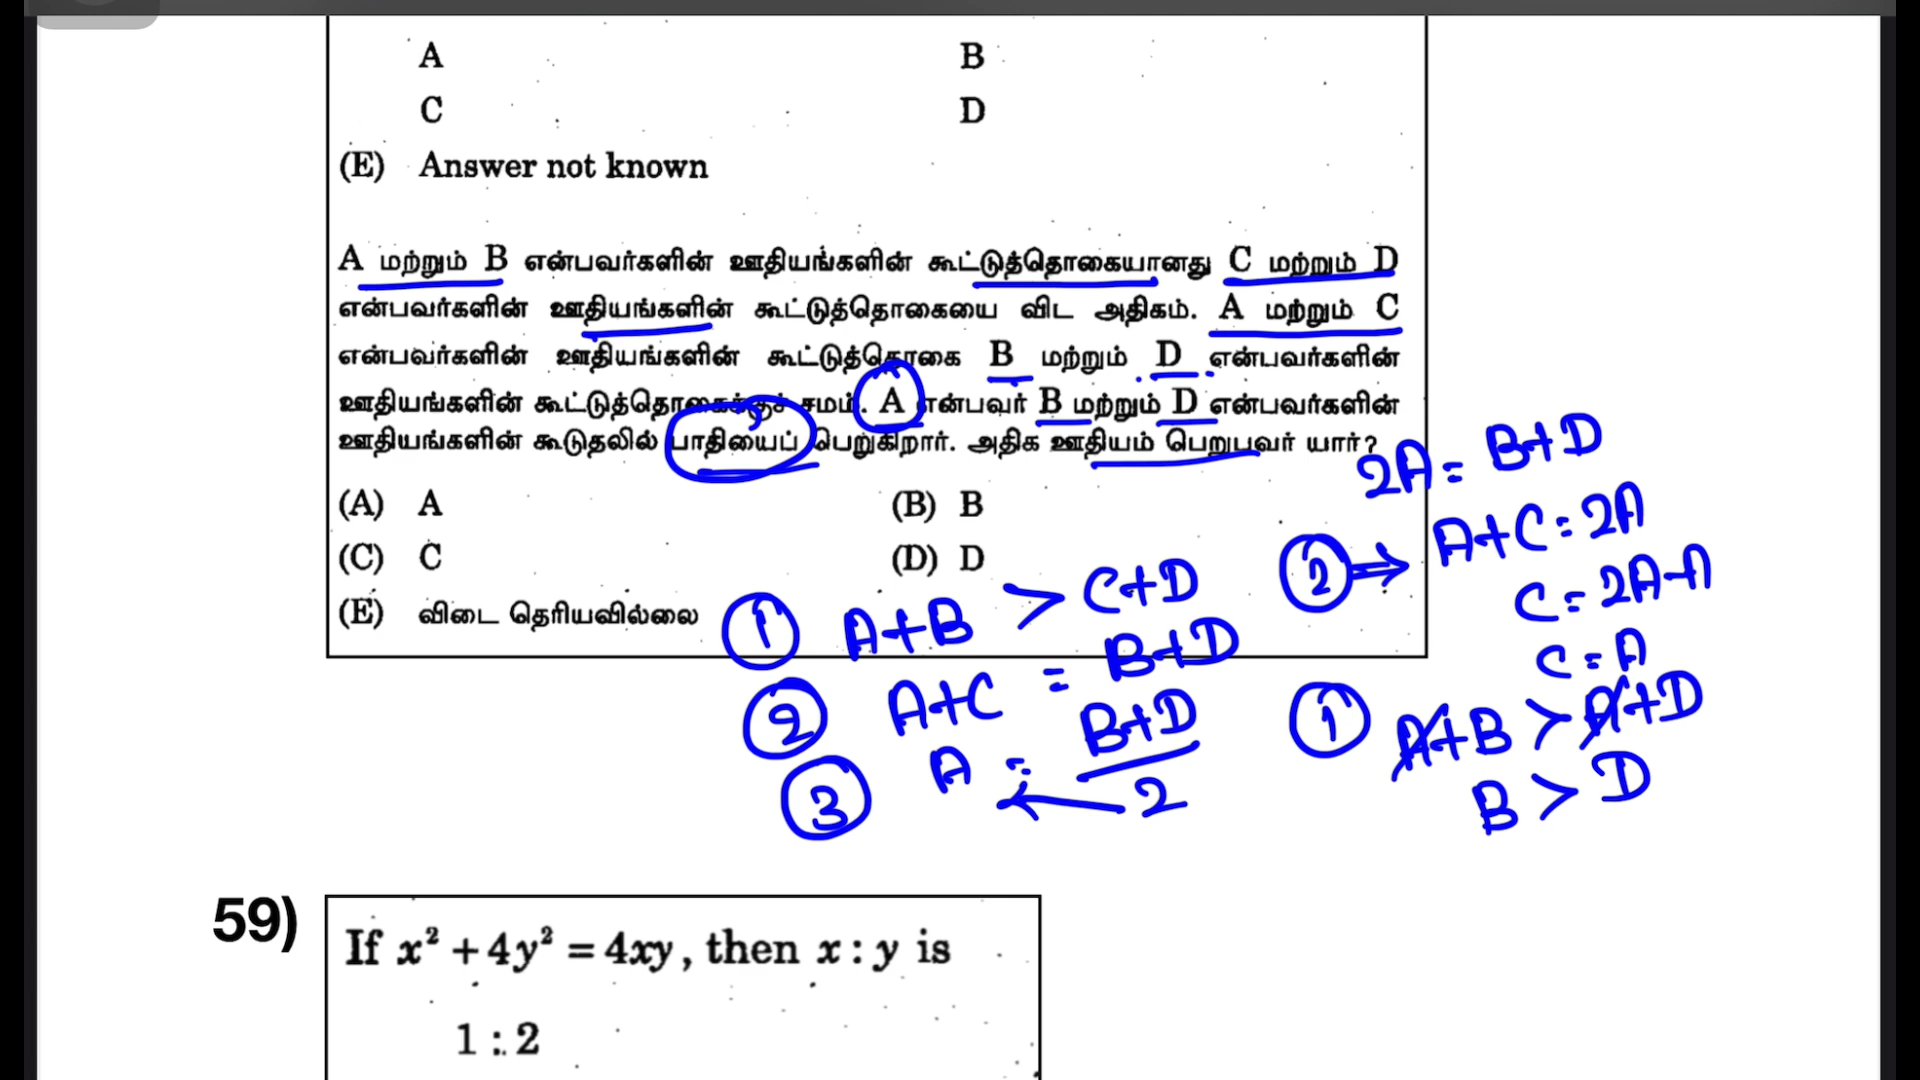 A
B
C
D
(E) Answer not known
A மற்றும் B என்பவர்களின் ஊதியங்களின் கூட்டுத்தொகையானது C மற்றும் D
என்பவர்களின் ஊதியங்களின் கூட்டுத்தொகையை விட அதிகம். A மற்றும் C
என்பவர்களின் ஊதியங்களின் கூட்டுத்தொகை B மற்றும் D என்பவர்களின்
ஊதியங்களின் கூட்டுத்தொகைக்குச் சமம். A என்பவர் B மற்றும் D என்பவர்களின்
ஊதியங்களின் கூடுதலில் பாதியைப் பெறுகிறார். அதிக ஊதியம் பெறுபவர் யார்?
(A) A
(B) B
(C) C
(D) D
(E) விடை தெரியவில்லை
1 A+B > C+D
2 A+C = B+D
3 A = B+D
2
2A = B+D
2 ⇒ A+C = 2A
C = 2A-A
C = A
1 A+B > A+D
B > D
59)
If x² + 4y² = 4xy, then x : y is
1 : 2